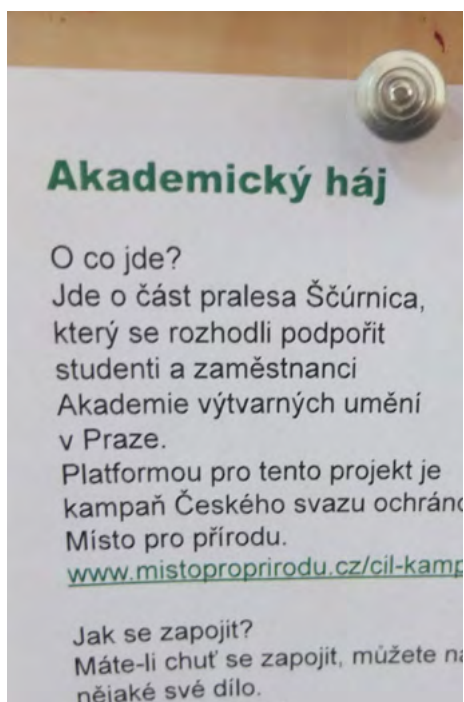 Akademický háj
O co jde?
Jde o část pralesa Ščúrnica,
který se rozhodli podpořit
studenti a zaměstnanci
Akademie výtvarných umění
v Praze.
Platformou pro tento projekt je
kampaň Českého svazu
Místo pro přírodu.
www.mistoproprirodu.cz/cil-kamp
Jak se zapojit?
Máte-li chuť se zapojit, můžete
nějaké své dílo.